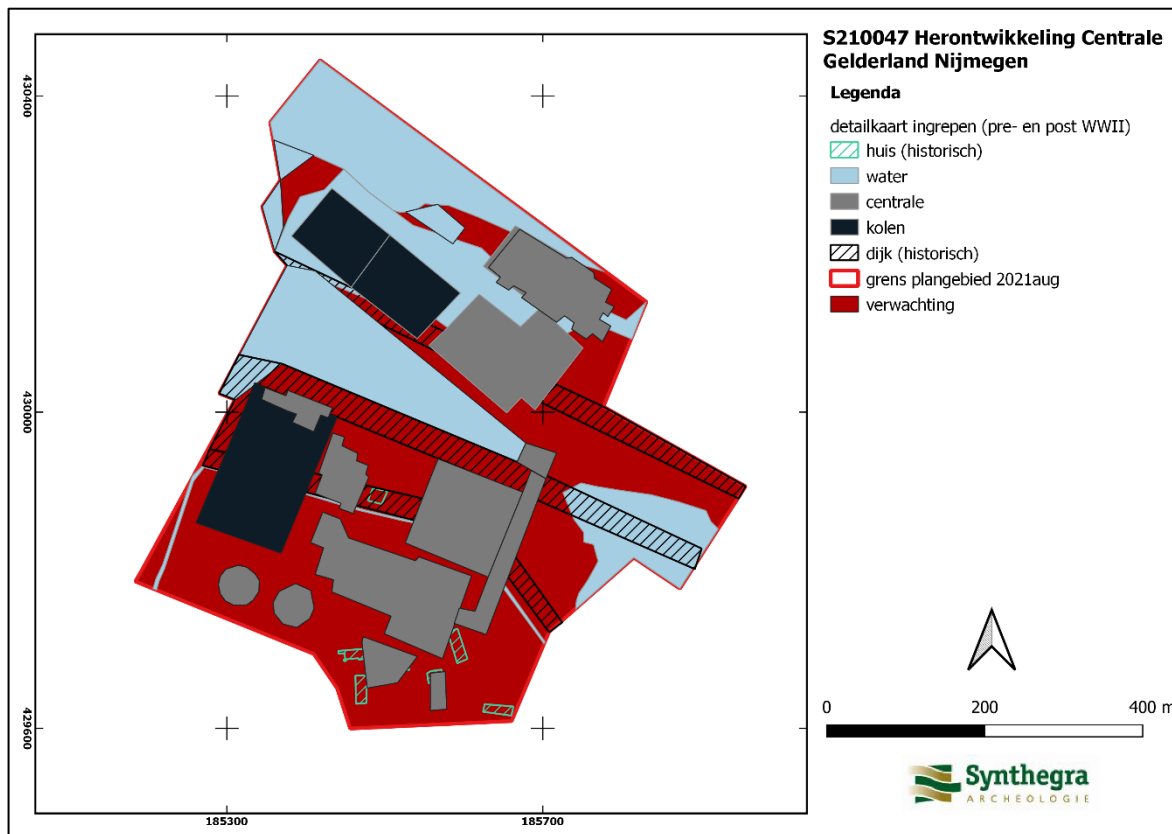 S210047 Herontwikkeling Centrale
Gelderland Nijmegen
Legenda
detailkaart ingrepen (pre- en post WWII)
huis (historisch)
water
centrale
kolen
dijk (historisch)
grens plangebied 2021aug
verwachting
430400
430000
429600
185300
185700
0 200 400 m
Synthegra
ARCHEOLOGIE